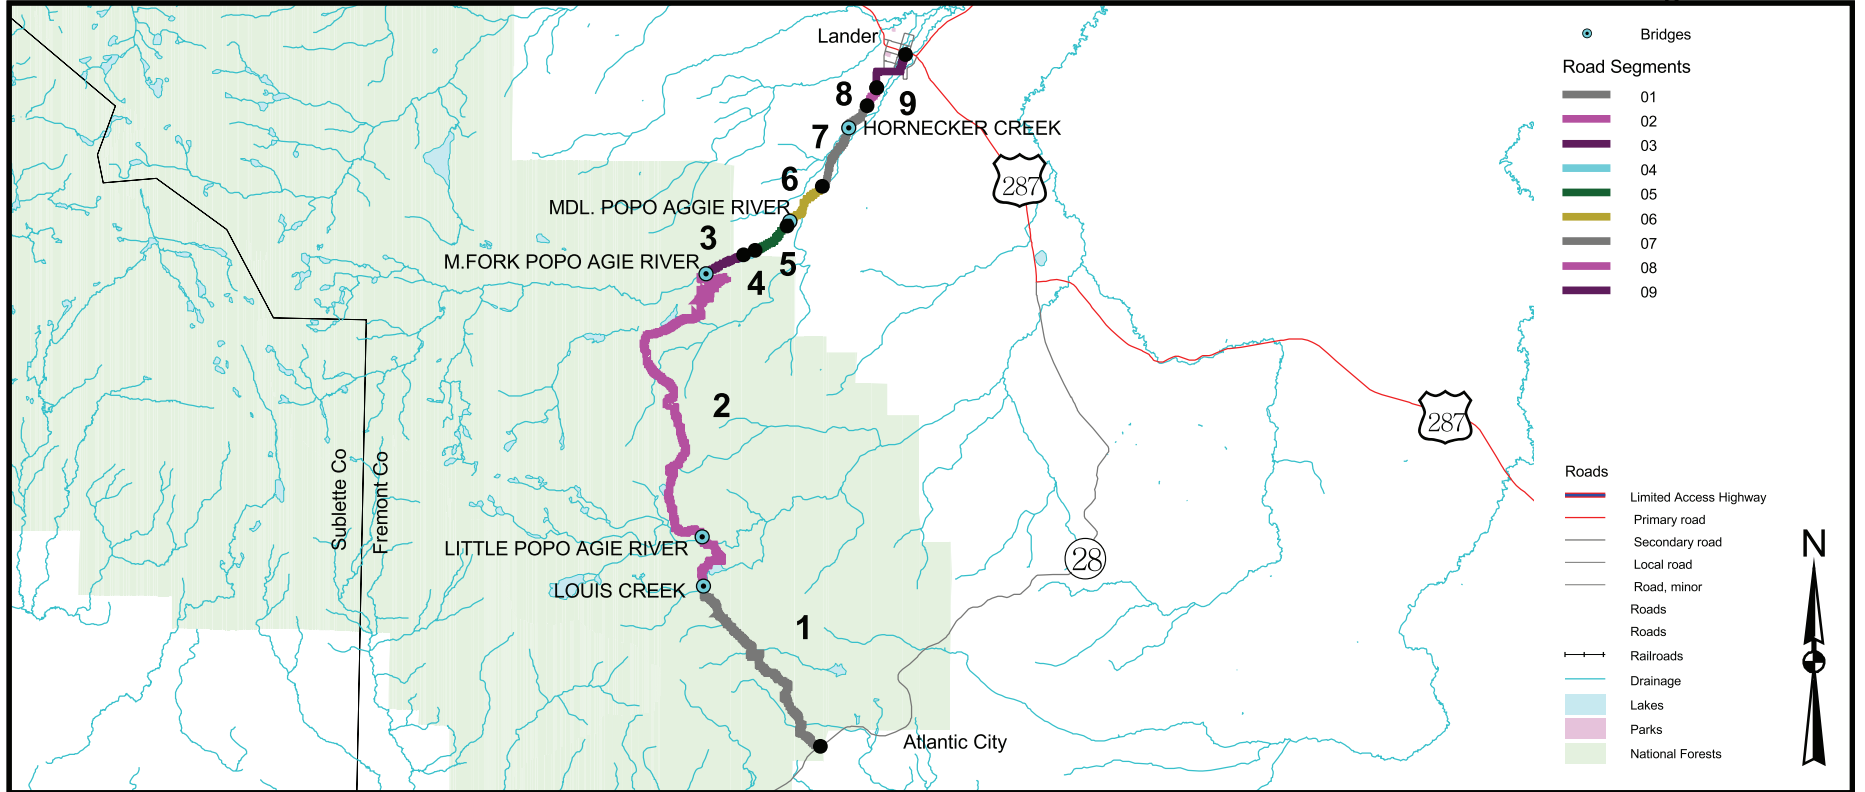 Lander
8
9
HORNECKER CREEK
7
287
6
MDL. POPO AGGIE RIVER
3
M.FORK POPO AGIE RIVER
5
4
2
287
Sublette Co
Fremont Co
LITTLE POPO AGIE RIVER
28
LOUIS CREEK
1
Atlantic City
Bridges
Road Segments
01
02
03
04
05
06
07
08
09
Roads
Limited Access Highway
Primary road
Secondary road
Local road
Road, minor
Roads
Roads
Railroads
Drainage
Lakes
Parks
National Forests
N